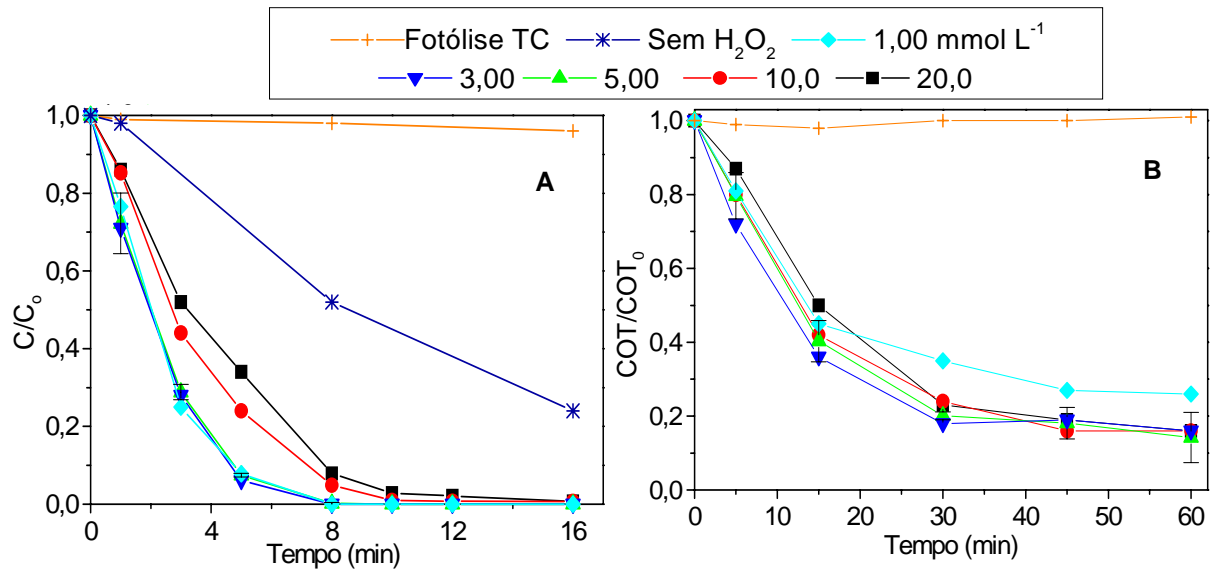 Fotólise TC Sem H₂O₂ 1,00 mmol L⁻¹
3,00 5,00 10,0 20,0
A
1,0
0,8
0,6
0,4
0,2
0,0
C/C₀
0 4 8 12 16
Tempo (min)
B
1,0
0,8
0,6
0,4
0,2
0,0
COT/COT₀
0 10 20 30 40 50 60
Tempo (min)